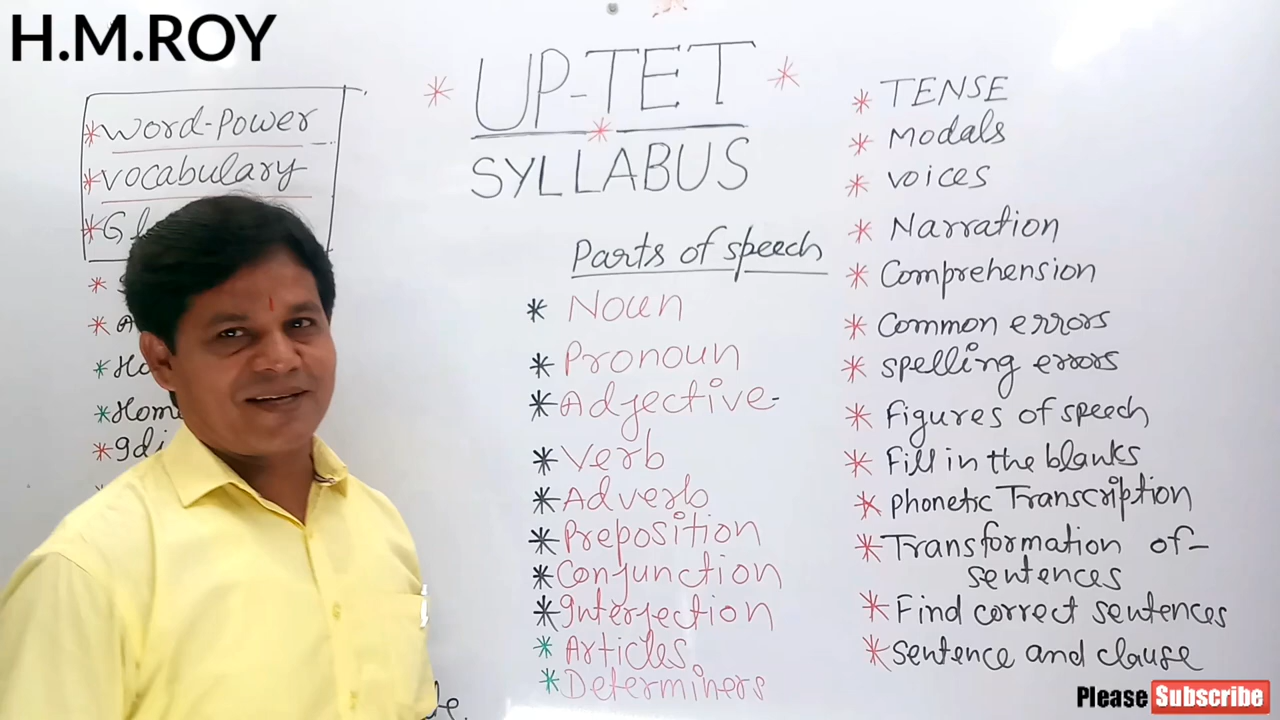 H.M.ROY
UP-TET
SYLLABUS
word-Power
vocabulary
Parts of speech
Noun
Pronoun
Adjective-
Verb
Adverb
Preposition
Conjunction
Interjection
Articles
Determiners
TENSE
Modals
voices
Narration
Comprehension
Common errors
spelling errors
Figures of speech
Fill in the blanks
Phonetic Transcription
Transformation of-
sentences
Find correct sentences
sentence and clause
Please Subscribe